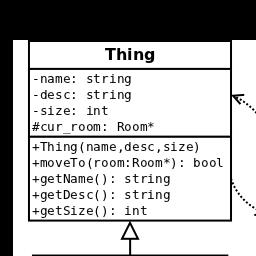 Thing
-name: string
-desc: string
-size: int
#cur_room: Room*
+Thing(name,desc,size)
+moveTo(room:Room*): bool
+getName(): string
+getDesc(): string
+getSize(): int